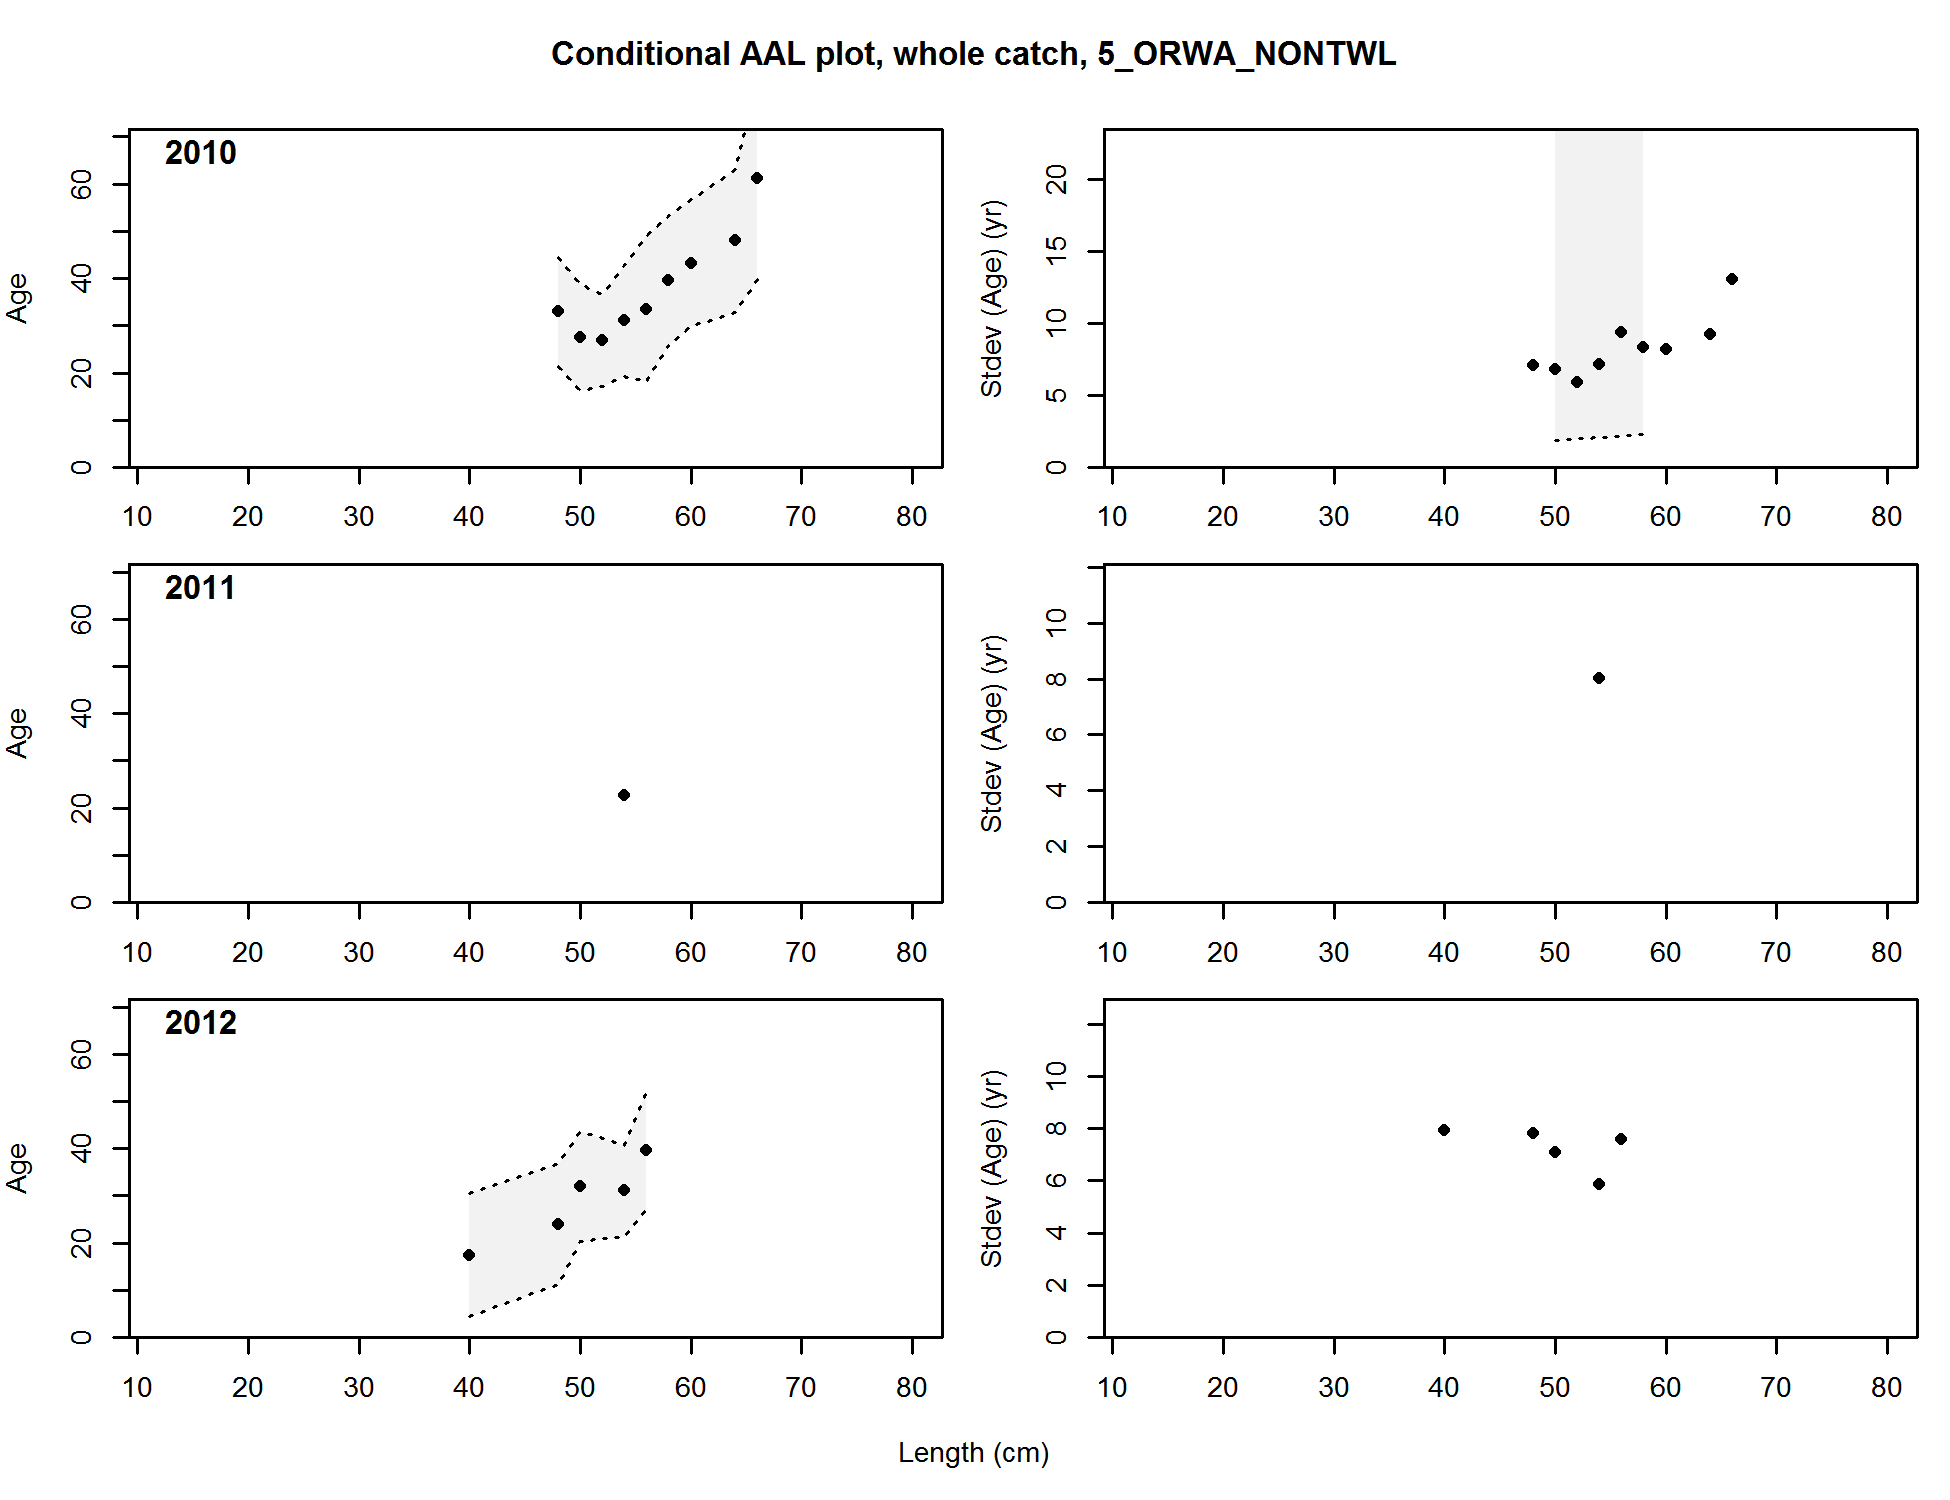 Conditional AAL plot, whole catch, 5_ORWA_NONTWL
2010
Age
0 20 40 60
10 20 30 40 50 60 70 80
Stdev (Age) (yr)
0 5 10 15 20
10 20 30 40 50 60 70 80
2011
Age
0 20 40 60
10 20 30 40 50 60 70 80
Stdev (Age) (yr)
0 2 4 6 8 10
10 20 30 40 50 60 70 80
2012
Age
0 20 40 60
10 20 30 40 50 60 70 80
Stdev (Age) (yr)
0 2 4 6 8 10
10 20 30 40 50 60 70 80
Length (cm)